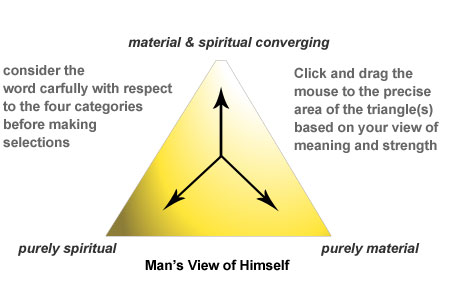 material & spiritual converging
consider the
word carfully with respect
to the four categories
before making
selections
Click and drag the
mouse to the precise
area of the triangle(s)
based on your view of
meaning and strength
purely spiritual
purely material
Man's View of Himself